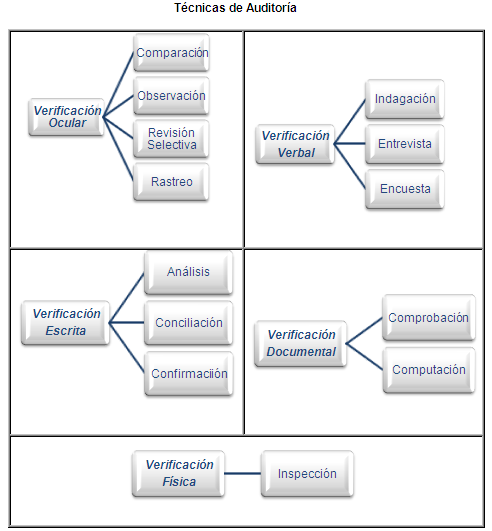 Técnicas de Auditoría
Verificación
Ocular
Comparación
Observación
Revisión
Selectiva
Rastreo
Verificación
Verbal
Indagación
Entrevista
Encuesta
Verificación
Escrita
Análisis
Conciliación
Confirmaciión
Verificación
Documental
Comprobación
Computación
Verificación
Física
Inspección